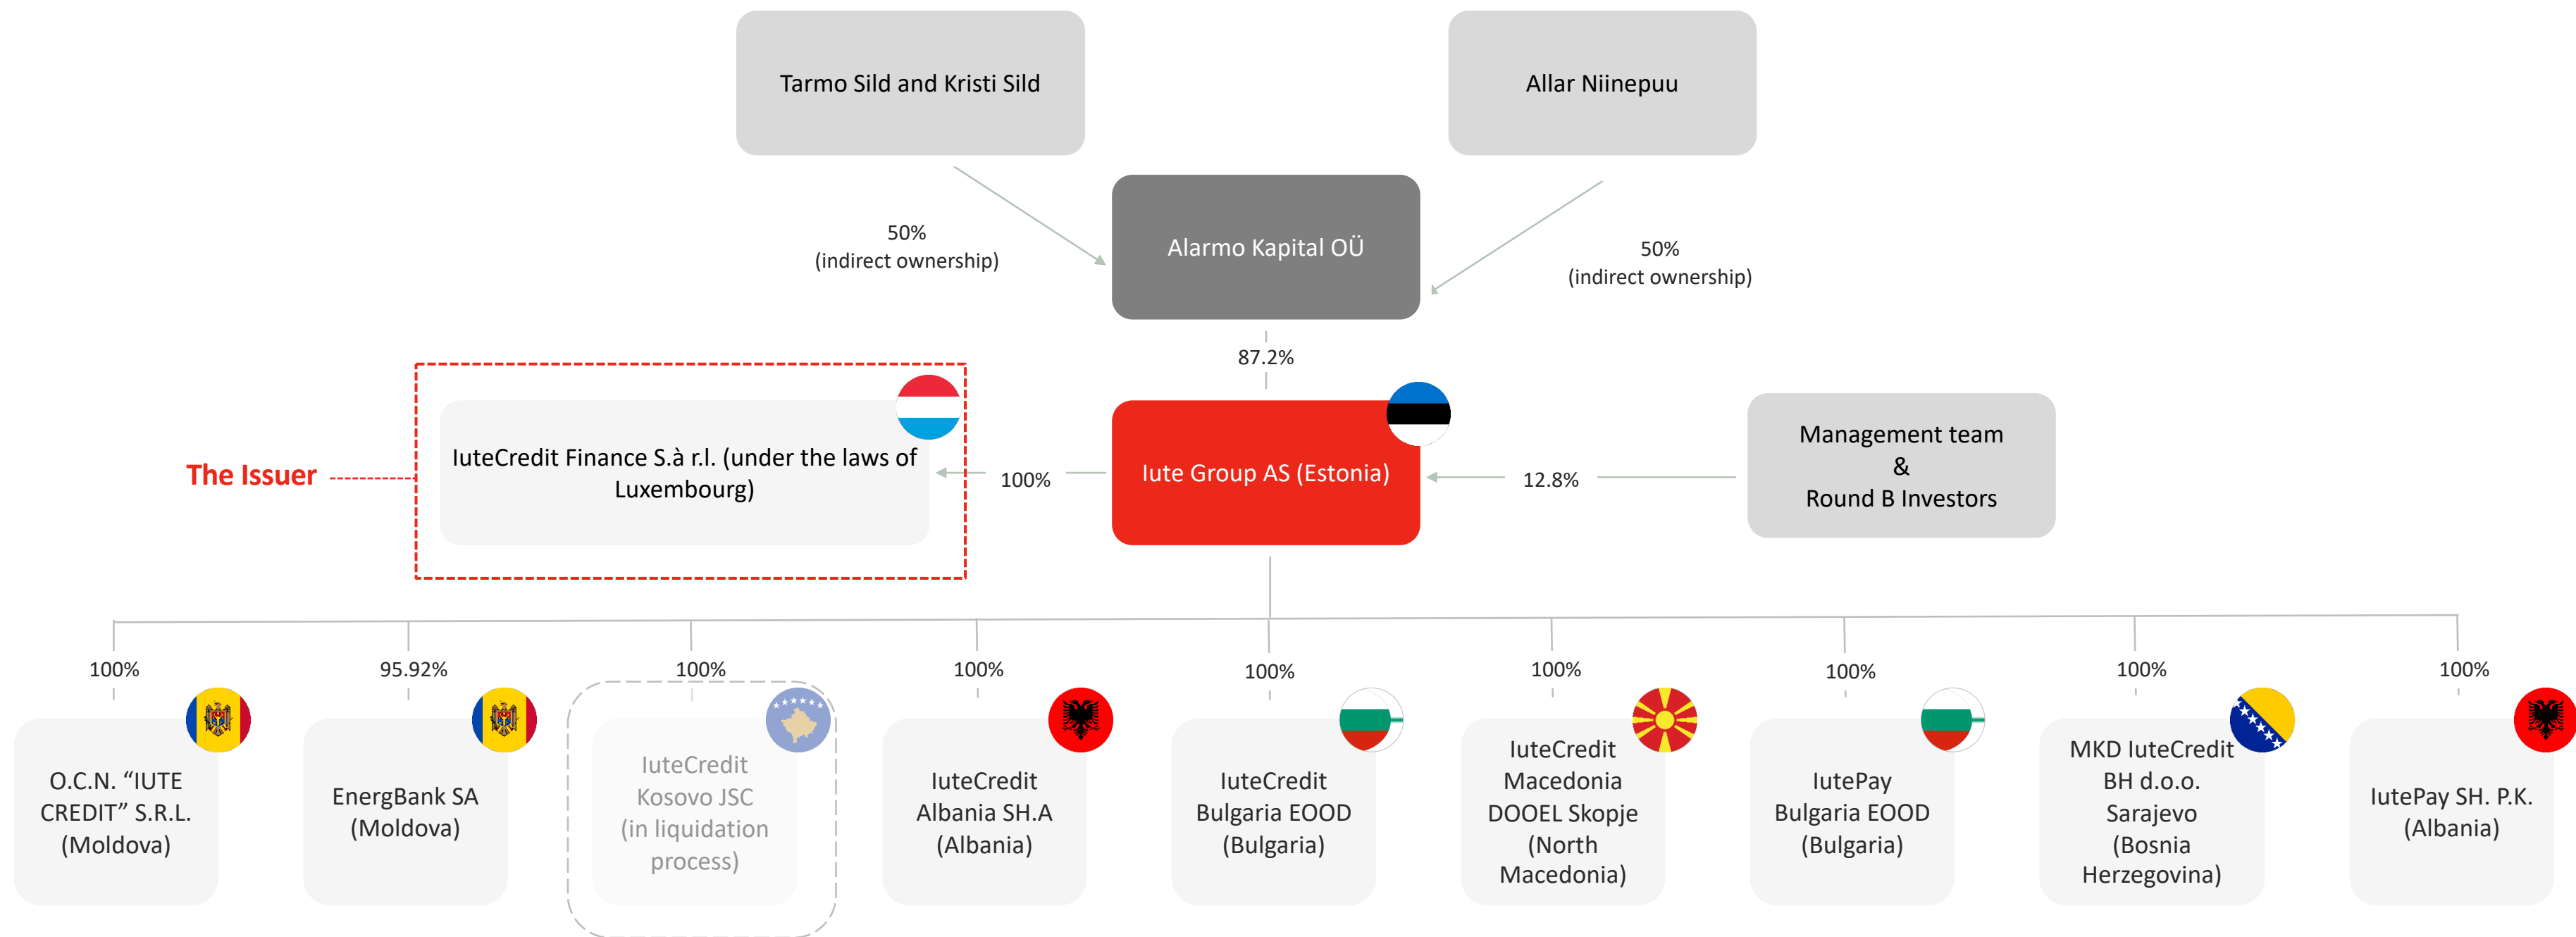 Tarmo Sild and Kristi Sild
Allar Niinepuu
Alarmo Kapital OÜ
50%
(indirect ownership)
50%
(indirect ownership)
87.2%
The Issuer
IuteCredit Finance S.à r.l. (under the laws of
Luxembourg)
100%
Iute Group AS (Estonia)
12.8%
Management team
&
Round B Investors
100%
95.92%
100%
100%
100%
100%
100%
100%
100%
O.C.N. “IUTE
CREDIT” S.R.L.
(Moldova)
EnergBank SA
(Moldova)
IuteCredit
Kosovo JSC
(in liquidation
process)
IuteCredit
Albania SH.A
(Albania)
IuteCredit
Bulgaria EOOD
(Bulgaria)
IuteCredit
Macedonia
DOOEL Skopje
(North
Macedonia)
IutePay
Bulgaria EOOD
(Bulgaria)
MKD IuteCredit
BH d.o.o.
Sarajevo
(Bosnia
Herzegovina)
IutePay SH. P.K.
(Albania)